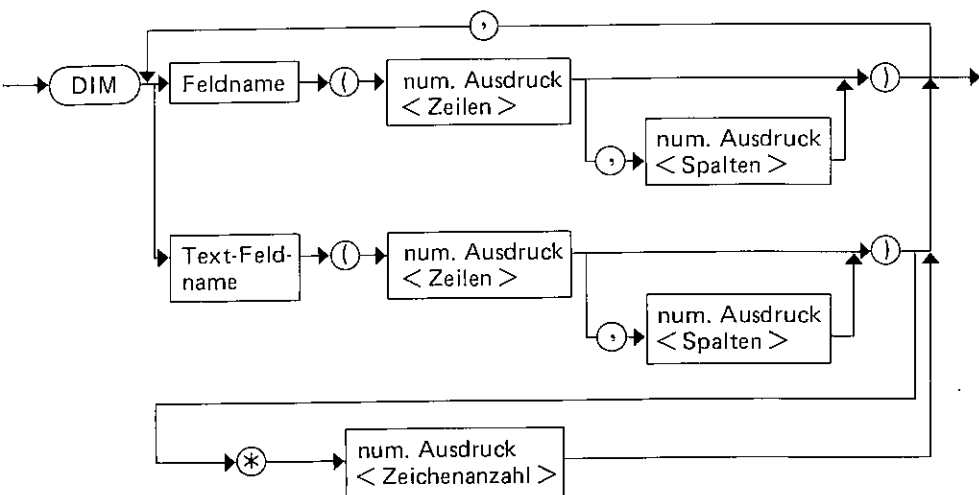 ,
DIM
Feldname
(
num. Ausdruck
< Zeilen >
)
,
num. Ausdruck
< Spalten >
Text-Feld-
name
(
num. Ausdruck
< Zeilen >
)
,
num. Ausdruck
< Spalten >
*
num. Ausdruck
< Zeichenanzahl >